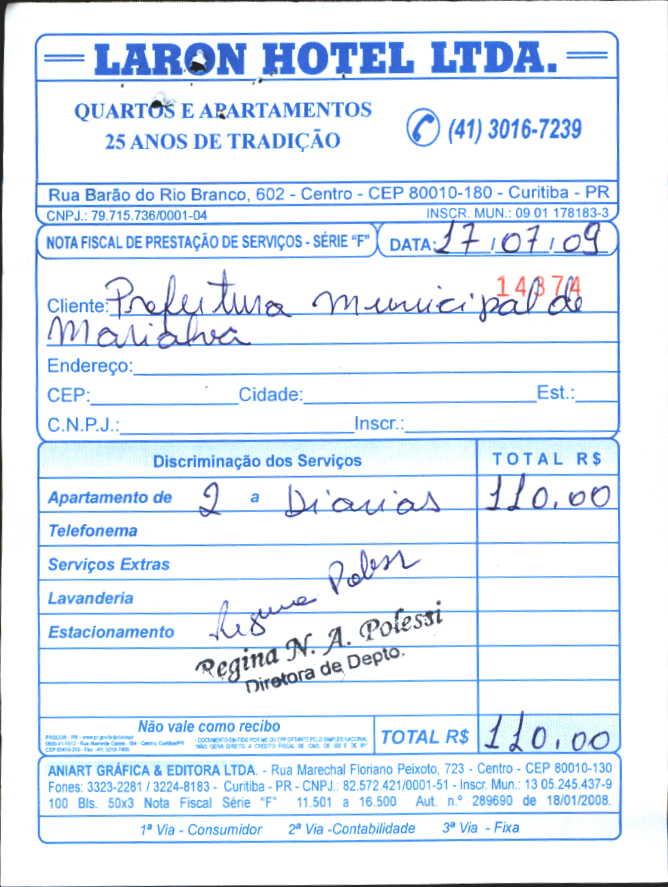 LARON HOTEL LTDA.
QUARTOS E APARTAMENTOS
25 ANOS DE TRADIÇÃO
(41) 3016-7239
Rua Barão do Rio Branco, 602 - Centro - CEP 80010-180 - Curitiba - PR
CNPJ.: 79.715.736/0001-04 INSCR. MUN.: 09 01 178183-3
NOTA FISCAL DE PRESTAÇÃO DE SERVIÇOS - SÉRIE "F" DATA: 17 / 07 / 09
14374
Cliente: Prefeitura municipal de
Marialva
Endereço:
CEP: Cidade: Est.:
C.N.P.J.: Inscr.:
Discriminação dos Serviços TOTAL R$
Apartamento de 2 a Diarias 110,00
Telefonema
Serviços Extras
Lavanderia
Estacionamento
Regina Polessi
Regina N. A. Polessi
Diretora de Depto.
Não vale como recibo
TOTAL R$ 110,00
ANIART GRÁFICA & EDITORA LTDA. - Rua Marechal Floriano Peixoto, 723 - Centro - CEP 80010-130
Fones: 3323-2281 / 3224-8183 - Curitiba - PR - CNPJ.: 82.572 421/0001-51 - Inscr. Mun.: 13 05.245.437-9
100 Bls. 50x3 Nota Fiscal Série "F" 11.501 a 16.500 Aut. n.º 289690 de 18/01/2008.
1ª Via - Consumidor 2ª Via -Contabilidade 3ª Via - Fixa